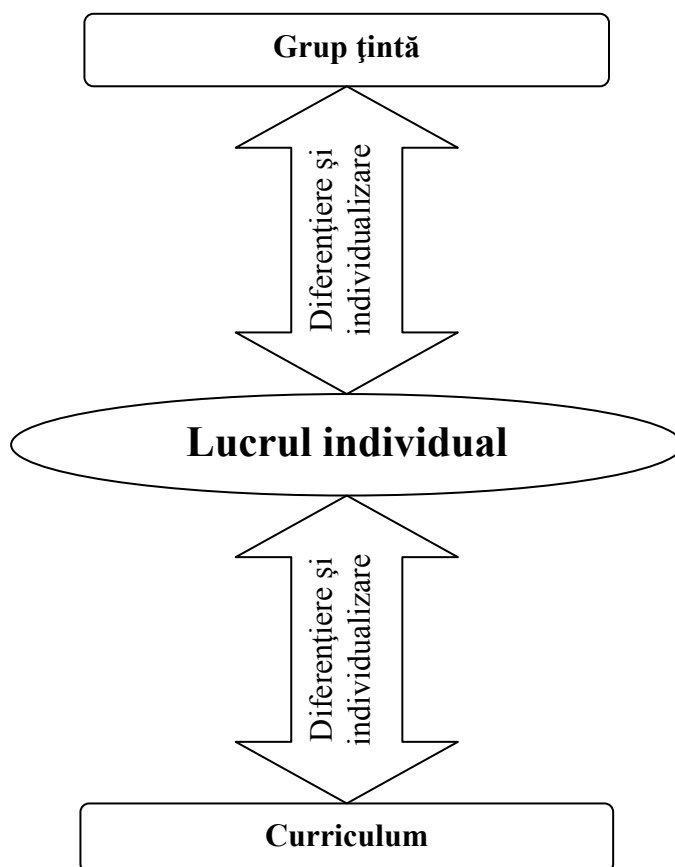 Grup ţintă
Diferenţiere şi
individualizare
Lucrul individual
Diferenţiere şi
individualizare
Curriculum